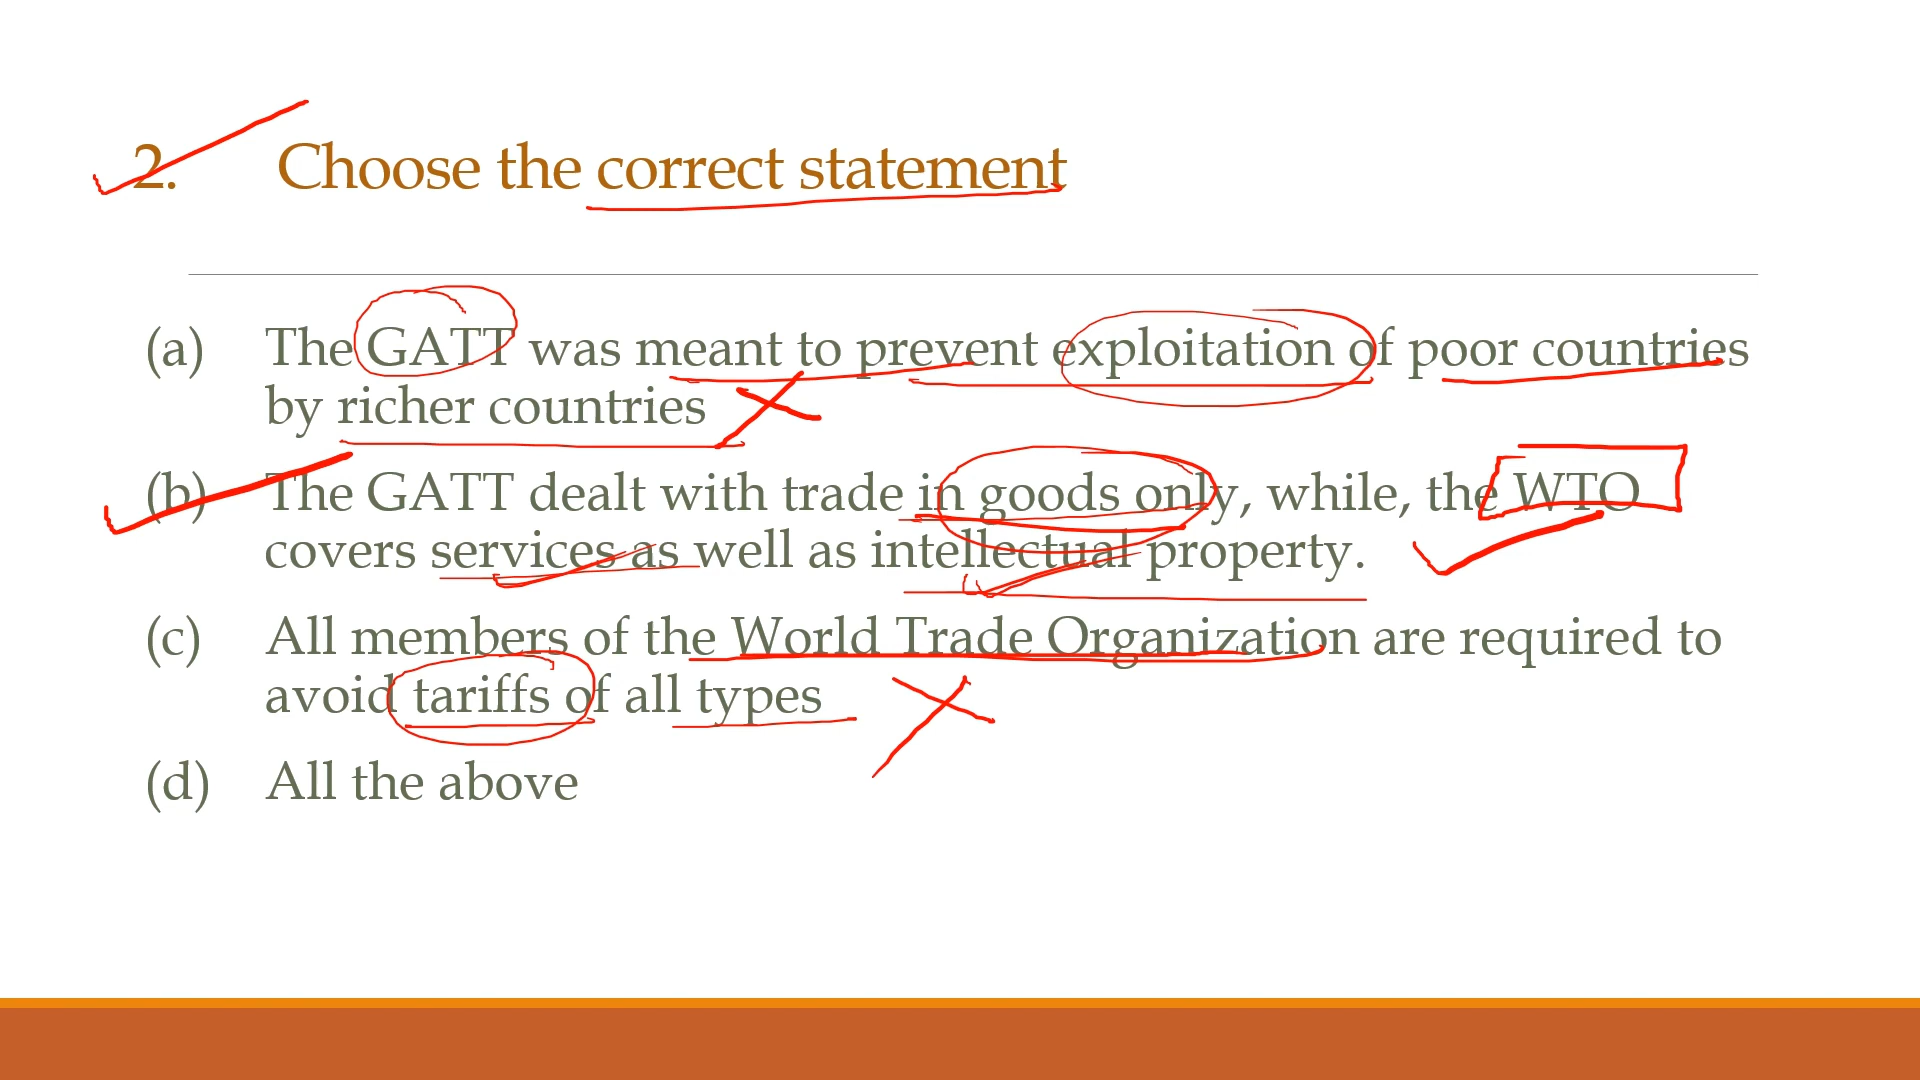 2. Choose the correct statement
(a) The GATT was meant to prevent exploitation of poor countries
by richer countries
(b) The GATT dealt with trade in goods only, while, the WTO
covers services as well as intellectual property.
(c) All members of the World Trade Organization are required to
avoid tariffs of all types
(d) All the above